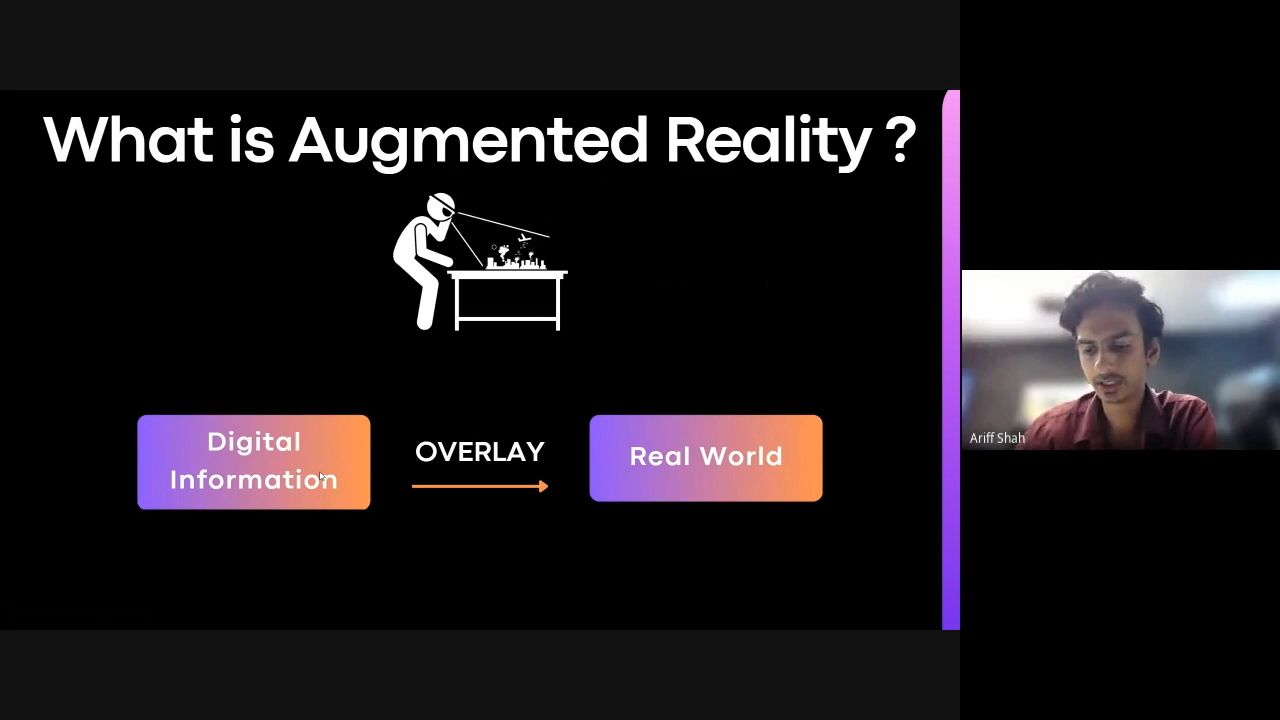 What is Augmented Reality ?
Digital
Information
OVERLAY
Real World
Ariff Shah